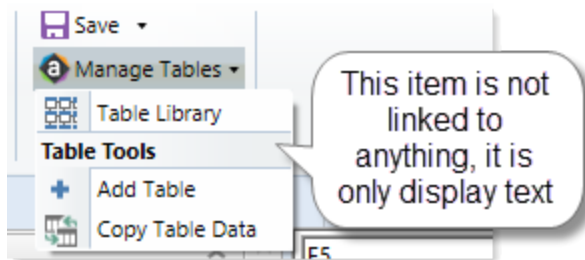 Save
Manage Tables
Table Library
Table Tools
Add Table
Copy Table Data
This item is not
linked to
anything, it is
only display text
F5